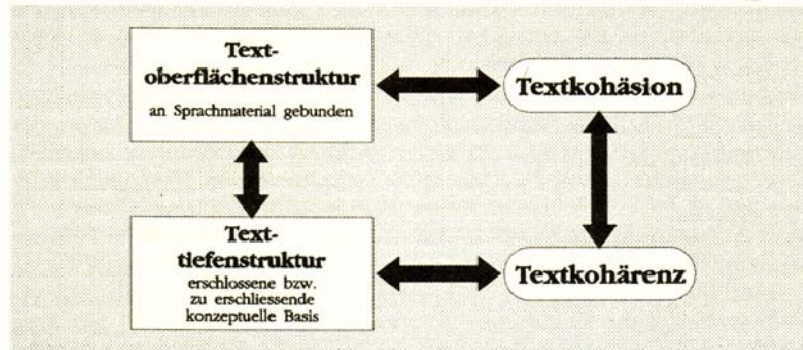 Text-
oberflächenstruktur
an Sprachmaterial gebunden
Textkohäsion
Text-
tiefenstruktur
erschlossene bzw.
zu erschliessende
konzeptuelle Basis
Textkohärenz